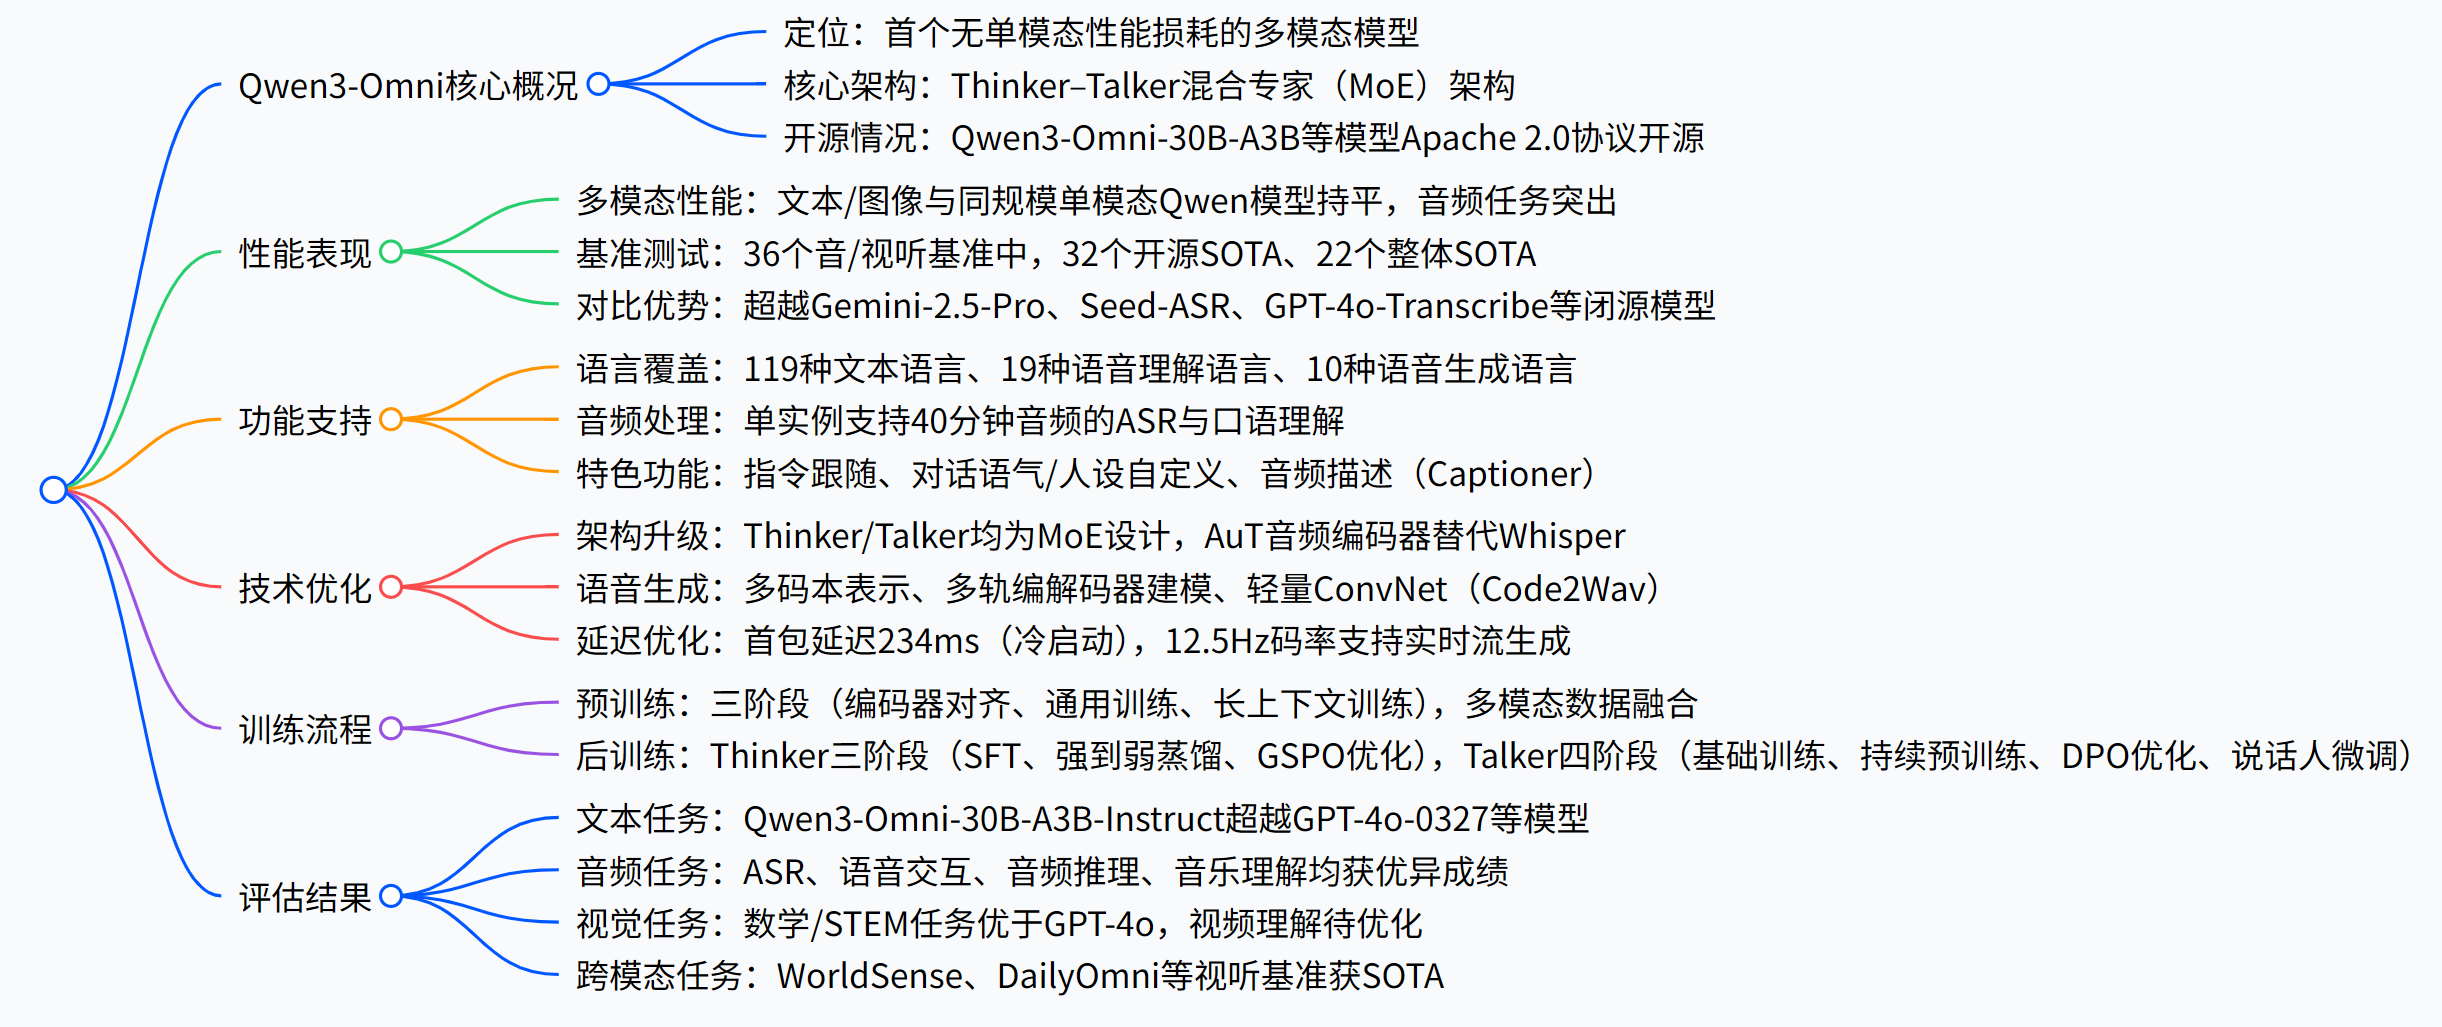 Qwen3-Omni核心概况
定位：首个无单模态性能损耗的多模态模型
核心架构：Thinker–Talker混合专家（MoE）架构
开源情况：Qwen3-Omni-30B-A3B等模型Apache 2.0协议开源
性能表现
多模态性能：文本/图像与同规模单模态Qwen模型持平，音频任务突出
基准测试：36个音/视听基准中，32个开源SOTA、22个整体SOTA
对比优势：超越Gemini-2.5-Pro、Seed-ASR、GPT-4o-Transcribe等闭源模型
功能支持
语言覆盖：119种文本语言、19种语音理解语言、10种语音生成语言
音频处理：单实例支持40分钟音频的ASR与口语理解
特色功能：指令跟随、对话语气/人设自定义、音频描述（Captioner）
技术优化
架构升级：Thinker/Talker均为MoE设计，AuT音频编码器替代Whisper
语音生成：多码本表示、多轨编解码器建模、轻量ConvNet（Code2Wav）
延迟优化：首包延迟234ms（冷启动），12.5Hz码率支持实时流生成
训练流程
预训练：三阶段（编码器对齐、通用训练、长上下文训练），多模态数据融合
后训练：Thinker三阶段（SFT、强到弱蒸馏、GSPO优化），Talker四阶段（基础训练、持续预训练、DPO优化、说话人微调）
评估结果
文本任务：Qwen3-Omni-30B-A3B-Instruct超越GPT-4o-0327等模型
音频任务：ASR、语音交互、音频推理、音乐理解均获优异成绩
视觉任务：数学/STEM任务优于GPT-4o，视频理解待优化
跨模态任务：WorldSense、DailyOmni等视听基准获SOTA